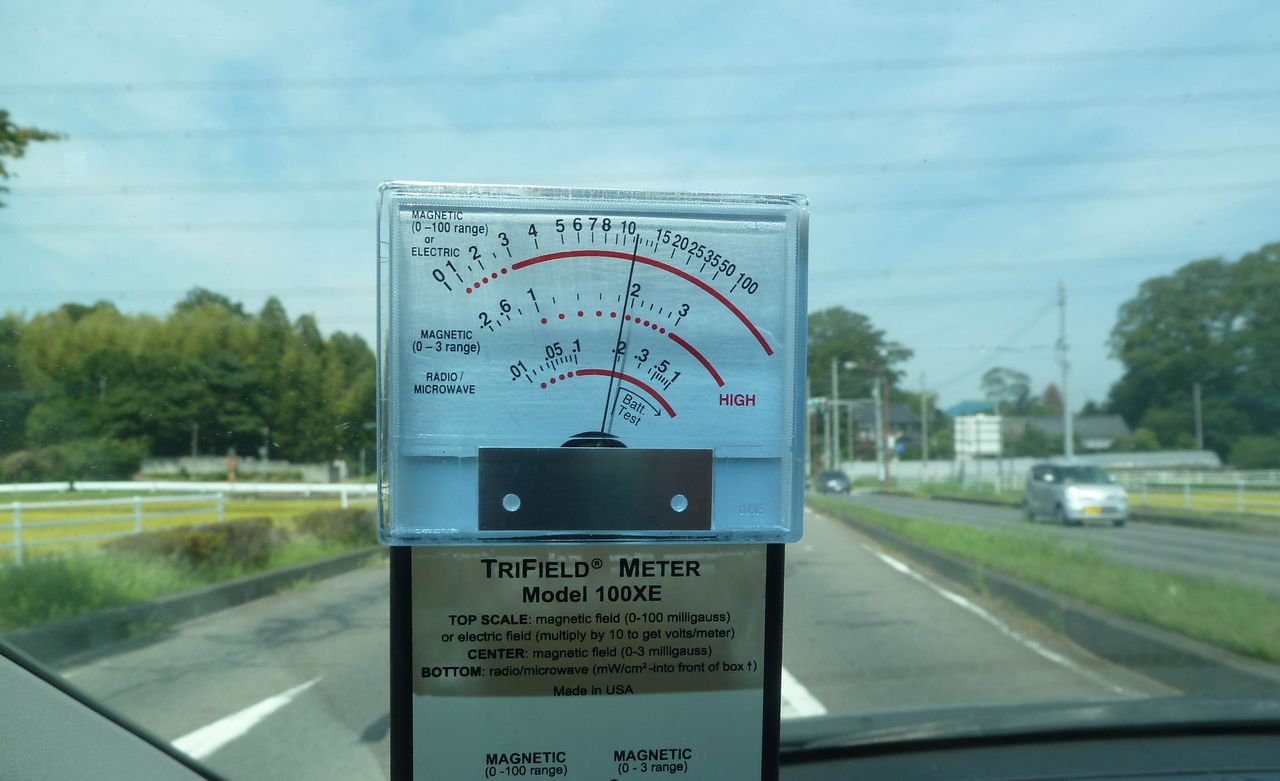 MAGNETIC
(0 –100 range)
or
ELECTRIC
0 1 2 3 4 5 6 7 8 10 15 20 25 35 50 100
.2 .6 1 2 3
MAGNETIC
(0 – 3 range)
.01 .05 .1 .2 .3 .5 1
RADIO /
MICROWAVE
HIGH
Batt.
Test
TRIFIELD® METER
Model 100XE
TOP SCALE: magnetic field (0-100 milligauss)
or electric field (multiply by 10 to get volts/meter)
CENTER: magnetic field (0-3 milligauss)
BOTTOM: radio/microwave (mW/cm²-into front of box †)
Made in USA
MAGNETIC
(0 -100 range)
MAGNETIC
(0 - 3 range)